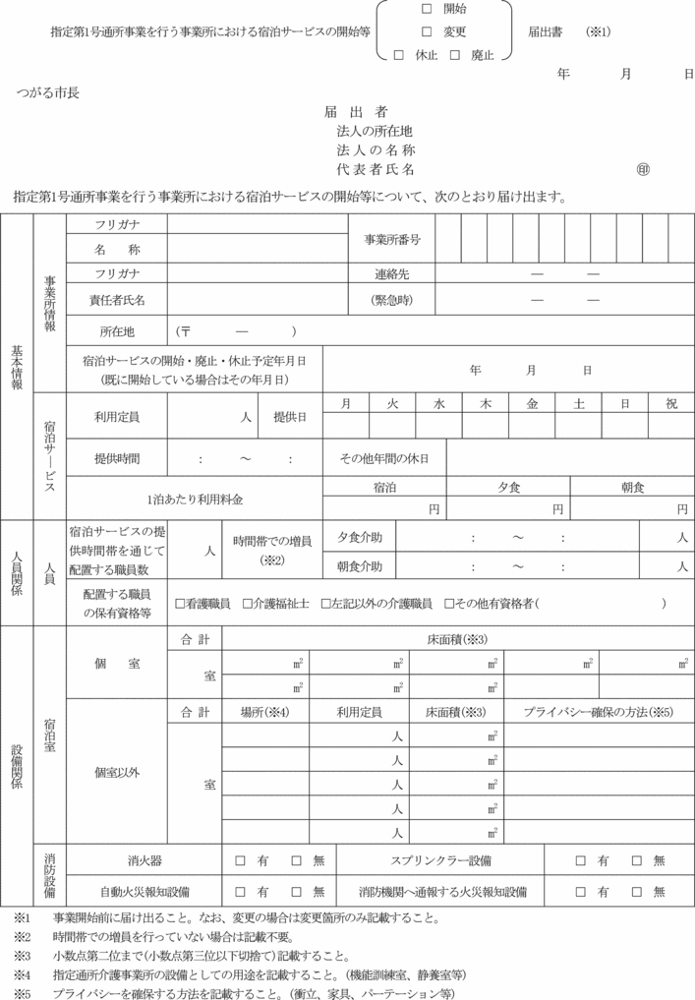 □　開始
指定第1号通所事業を行う事業所における宿泊サービスの開始等　□　変更　届出書　(※1)
□　休止　□　廃止
年　　月　　日
つがる市長
届　出　者
法人の所在地
法人の名称
代表者氏名　㊞
指定第1号通所事業を行う事業所における宿泊サービスの開始等について、次のとおり届け出ます。
基本情報
事業所情報
フリガナ
名　　称
事業所番号
フリガナ
連絡先　―　―
責任者氏名
(緊急時)　―　―
所在地　(〒　―　)
宿泊サービスの開始・廃止・休止予定年月日
(既に開始している場合はその年月日)
年　　月　　日
宿泊サービス
利用定員　人　提供日
月　火　水　木　金　土　日　祝
提供時間　：　～　：　その他年間の休日
1泊あたり利用料金
宿泊　夕食　朝食
円　円　円
人員関係
人員
宿泊サービスの提
供時間帯を通じて
配置する職員数
人
時間帯での増員
(※2)
夕食介助　：　～　：　人
朝食介助　：　～　：　人
配置する職員
の保有資格等
□看護職員　□介護福祉士　□左記以外の介護職員　□その他有資格者(　)
設備関係
宿泊室
個　　室
合　計　床面積(※3)
室
㎡　㎡　㎡　㎡　㎡
㎡　㎡　㎡
個室以外
合　計　場所(※4)　利用定員　床面積(※3)　プライバシー確保の方法(※5)
室
人　㎡
人　㎡
人　㎡
人　㎡
人　㎡
消防設備
消火器　□　有　□　無　スプリンクラー設備　□　有　□　無
自動火災報知設備　□　有　□　無　消防機関へ通報する火災報知設備　□　有　□　無
※1　事業開始前に届け出ること。なお、変更の場合は変更箇所のみ記載すること。
※2　時間帯での増員を行っていない場合は記載不要。
※3　小数点第二位まで(小数点第三位以下切捨て)記載すること。
※4　指定通所介護事業所の設備としての用途を記載すること。(機能訓練室、静養室等)
※5　プライバシーを確保する方法を記載すること。(衝立、家具、パーテーション等)